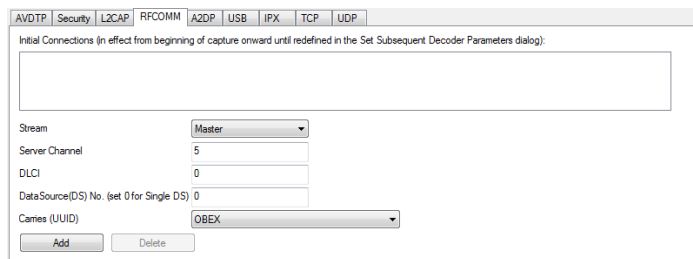 AVDTP Security L2CAP RFCOMM A2DP USB IPX TCP UDP
Initial Connections (in effect from beginning of capture onward until redefined in the Set Subsequent Decoder Parameters dialog):
Stream Master
Server Channel 5
DLCI 0
DataSource(DS) No. (set 0 for Single DS) 0
Carries (UUID) OBEX
Add Delete